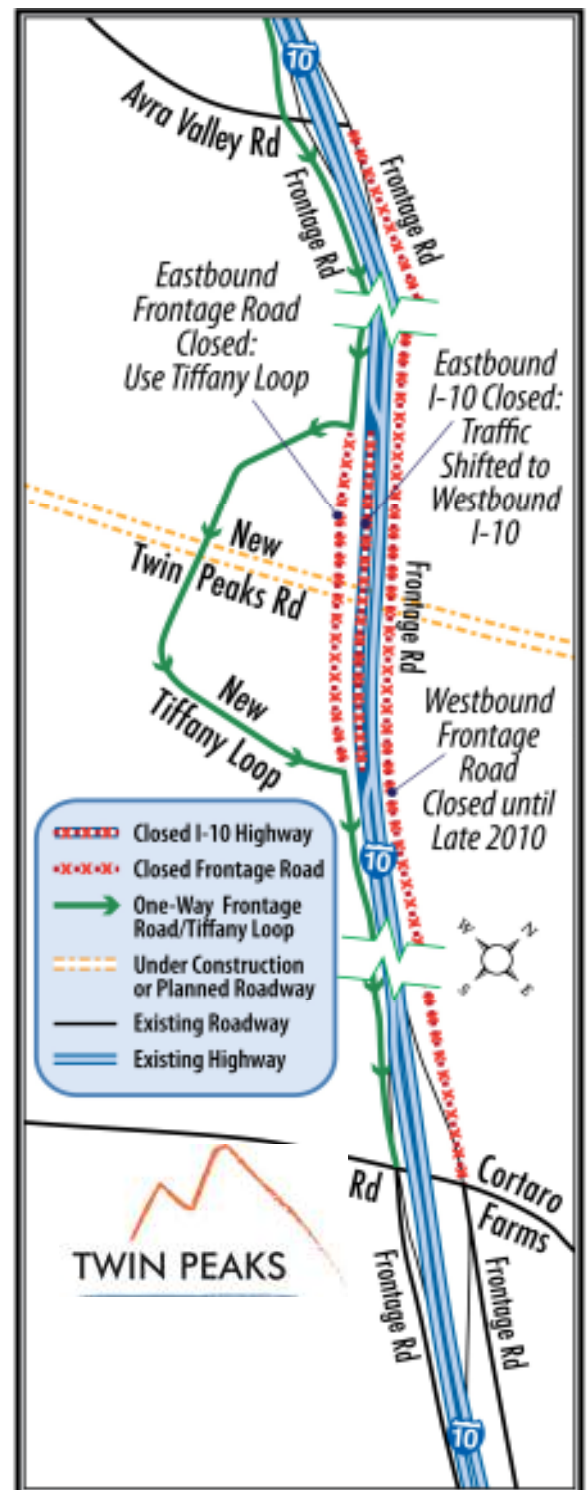 10
Avra Valley Rd
Frontage Rd
Frontage Rd
Eastbound
Frontage Road
Closed:
Use Tiffany Loop
Eastbound
I-10 Closed:
Traffic
Shifted to
Westbound
I-10
New
Twin Peaks Rd
Frontage Rd
New
Tiffany Loop
Westbound
Frontage
Road
Closed until
Late 2010
10
Closed I-10 Highway
Closed Frontage Road
One-Way Frontage
Road/Tiffany Loop
Under Construction
or Planned Roadway
Existing Roadway
Existing Highway
W
N
S
E
Rd
Cortaro
Farms
TWIN PEAKS
Frontage Rd
Frontage Rd
10